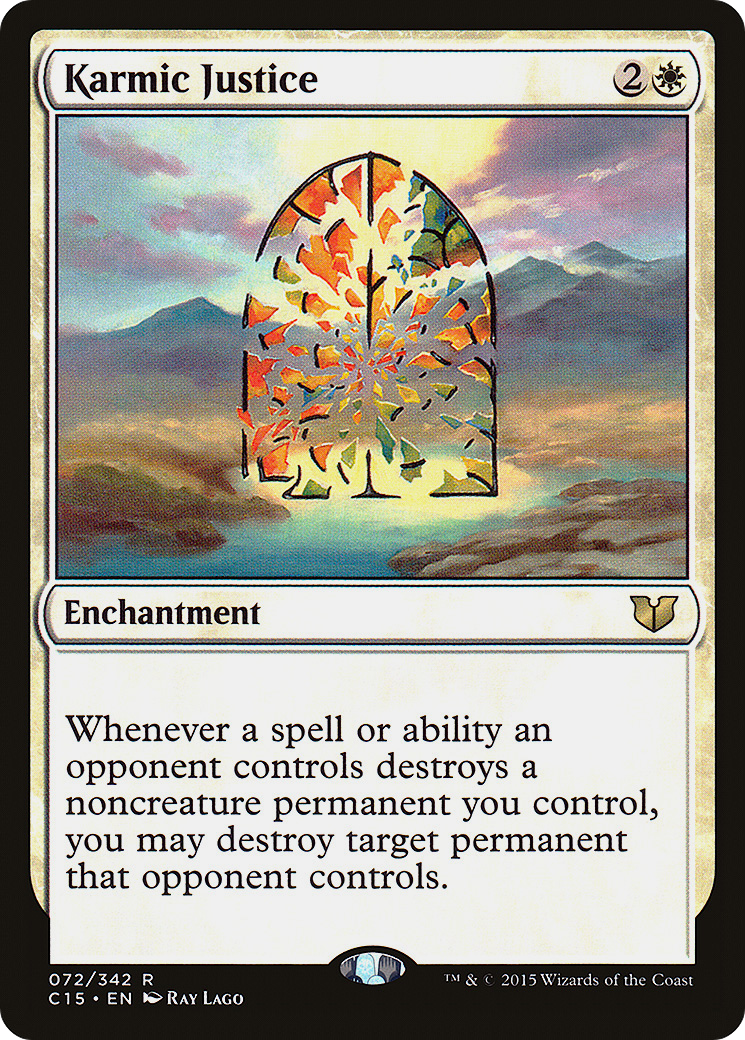 Karmic Justice 2
Enchantment
Whenever a spell or ability an
opponent controls destroys a
noncreature permanent you control,
you may destroy target permanent
that opponent controls.
072/342 R
C15 • EN Ray Lago
™ & © 2015 Wizards of the Coast